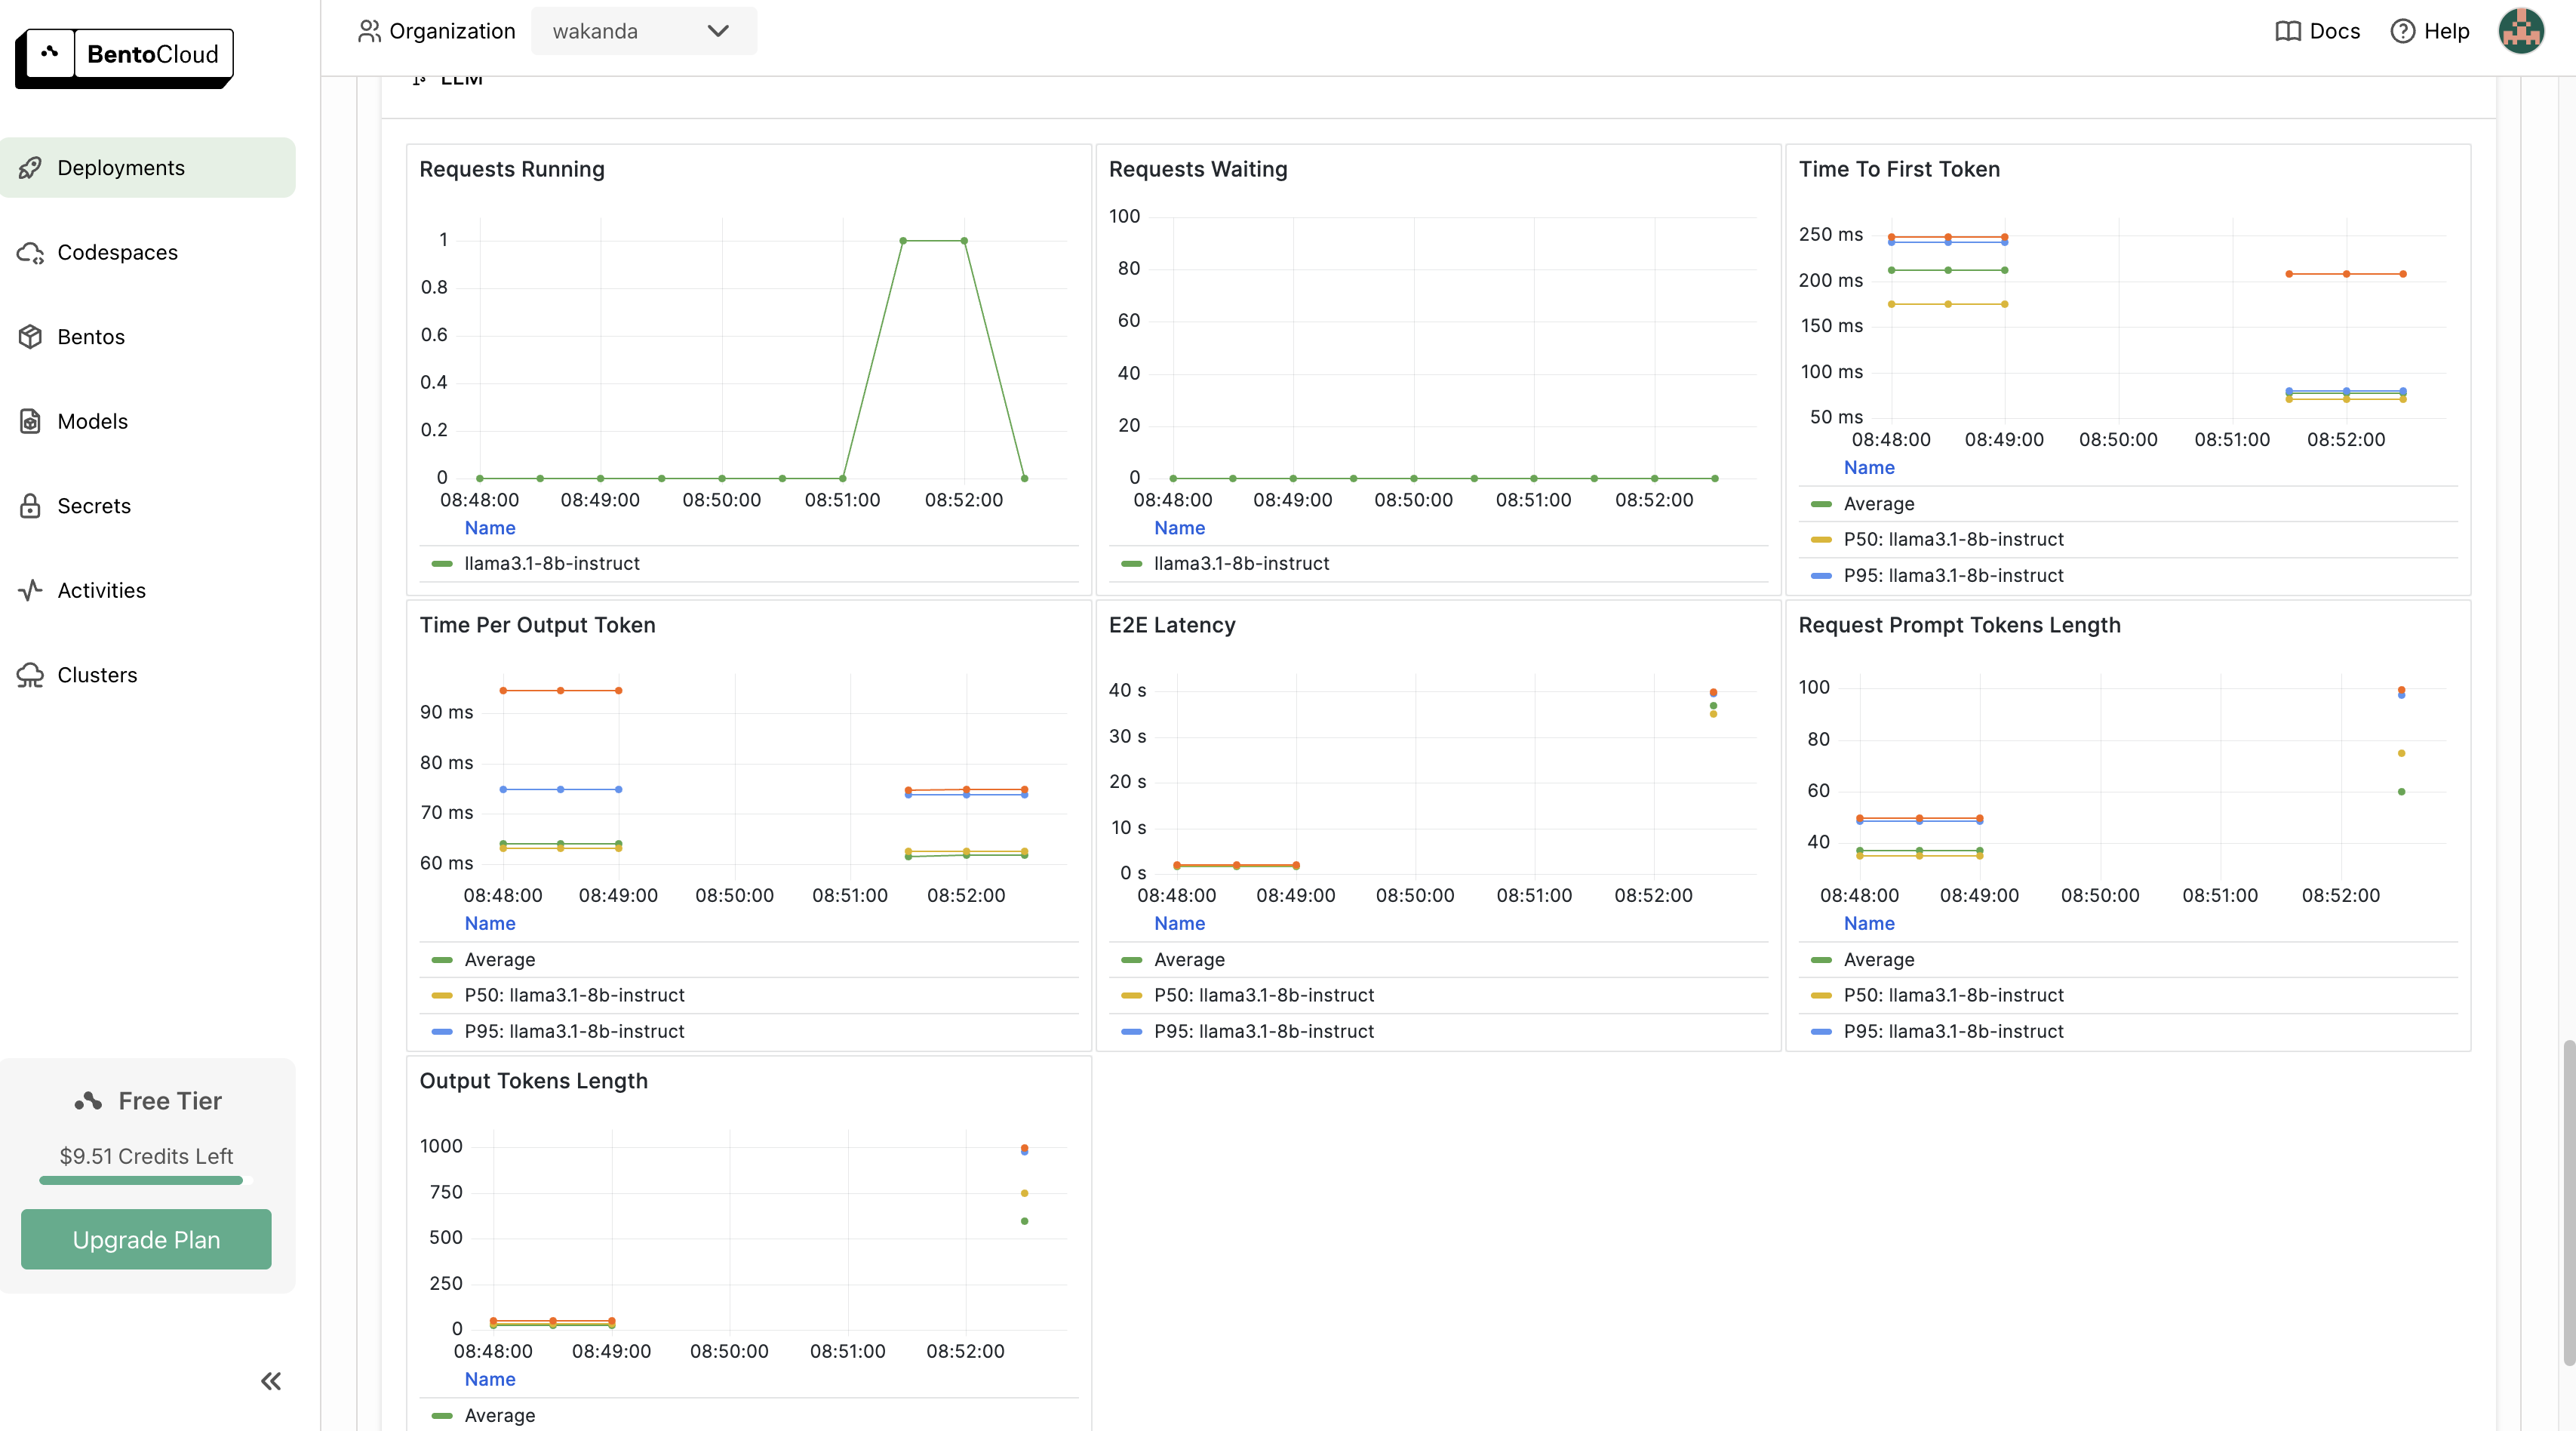 BentoCloud
Organization
wakanda
Docs
Help
Deployments
Codespaces
Bentos
Models
Secrets
Activities
Clusters
Free Tier
$9.51 Credits Left
Upgrade Plan
LLM
Requests Running
1
0.8
0.6
0.4
0.2
0
08:48:00 08:49:00 08:50:00 08:51:00 08:52:00
Name
llama3.1-8b-instruct
Requests Waiting
100
80
60
40
20
0
08:48:00 08:49:00 08:50:00 08:51:00 08:52:00
Name
llama3.1-8b-instruct
Time To First Token
250 ms
200 ms
150 ms
100 ms
50 ms
08:48:00 08:49:00 08:50:00 08:51:00 08:52:00
Name
Average
P50: llama3.1-8b-instruct
P95: llama3.1-8b-instruct
Time Per Output Token
90 ms
80 ms
70 ms
60 ms
08:48:00 08:49:00 08:50:00 08:51:00 08:52:00
Name
Average
P50: llama3.1-8b-instruct
P95: llama3.1-8b-instruct
E2E Latency
40 s
30 s
20 s
10 s
0 s
08:48:00 08:49:00 08:50:00 08:51:00 08:52:00
Name
Average
P50: llama3.1-8b-instruct
P95: llama3.1-8b-instruct
Request Prompt Tokens Length
100
80
60
40
08:48:00 08:49:00 08:50:00 08:51:00 08:52:00
Name
Average
P50: llama3.1-8b-instruct
P95: llama3.1-8b-instruct
Output Tokens Length
1000
750
500
250
0
08:48:00 08:49:00 08:50:00 08:51:00 08:52:00
Name
Average